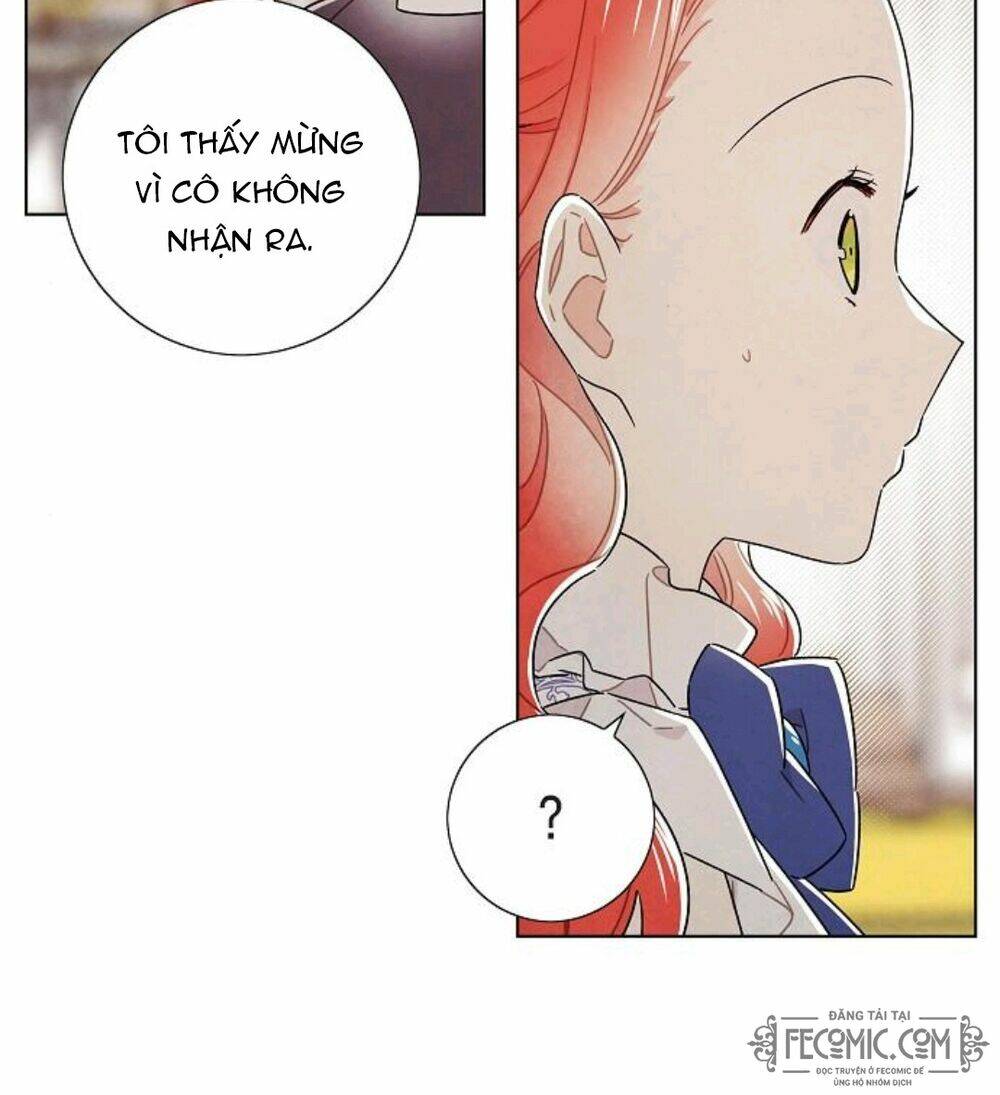 TÔI THẤY MỪNG
VÌ CÔ KHÔNG
NHẬN RA.
?
ĐĂNG TẢI TẠI
FECOMIC.COM
ĐỌC TRUYỆN Ở FECOMIC ĐỂ
ỦNG HỘ NHÓM DỊCH